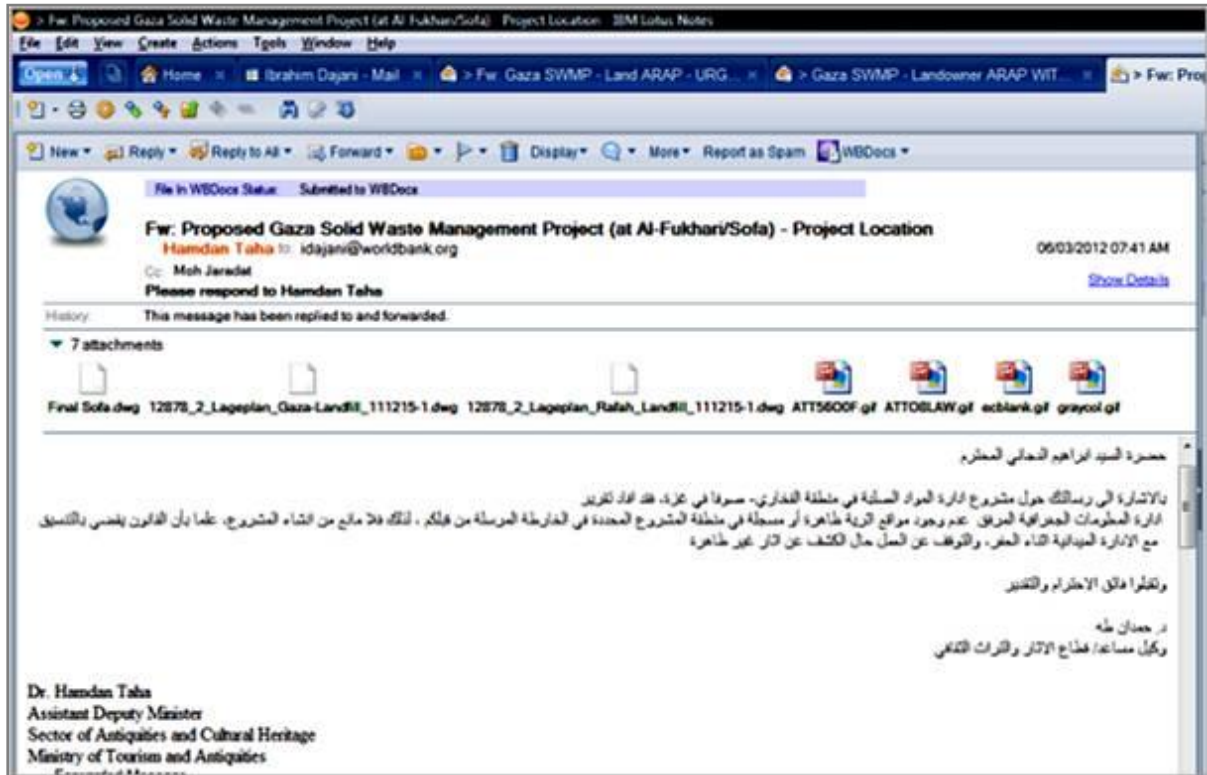 > Fw: Proposed Gaza Solid Waste Management Project (at Al-Fukhari/Sofa) - Project Location - IBM Lotus Notes
File Edit View Create Actions Tools Window Help
Open Home Ibrahim Dajani - Mail > Fw: Gaza SWMP - Land ARAP - URG... > Gaza SWMP - Landowner ARAP WIT... > Fw: Prop
New Reply Reply to All Forward Display More Report as Spam WBDocs
File In WBDocs Status: Submitted to WBDocs
Fw: Proposed Gaza Solid Waste Management Project (at Al-Fukhari/Sofa) - Project Location
Hamdan Taha to: idajani@worldbank.org 06/03/2012 07:41 AM
Cc: Moh Jaradat
Show Details
Please respond to Hamdan Taha
History: This message has been replied to and forwarded.
7 attachments
Final Sofa.dwg 12878_2_Lageplan_Gaza-Landfill_111215-1.dwg 12878_2_Lageplan_Rafah_Landfill_111215-1.dwg ATT5600F.gif ATTO8LAW.gif ecblank.gif graycol.gif
حضرة السيد ابراهيم الدجاني المحترم
بالاشارة الى رسالتك حول مشروع ادارة المواد الصلبة في منطقة الفخاري- صوفا في غزة، فقد افاد تقرير
ادارة المعلومات الجغرافية المرفق عدم وجود مواقع اثرية ظاهرة أو مسجلة في منطقة المشروع المحددة في الخارطة المرسلة من قبلكم ، لذلك فلا مانع من انشاء المشروع، علما بأن القانون يقضي بالتنسيق
مع الادارة الميدانية اثناء الحفر، والتوقف عن العمل حال الكشف عن اثار غير ظاهرة
وتقبلوا فائق الاحترام والتقدير
د. حمدان طه
وكيل مساعد/ قطاع الاثار والتراث الثقافي
Dr. Hamdan Taha
Assistant Deputy Minister
Sector of Antiquities and Cultural Heritage
Ministry of Tourism and Antiquities